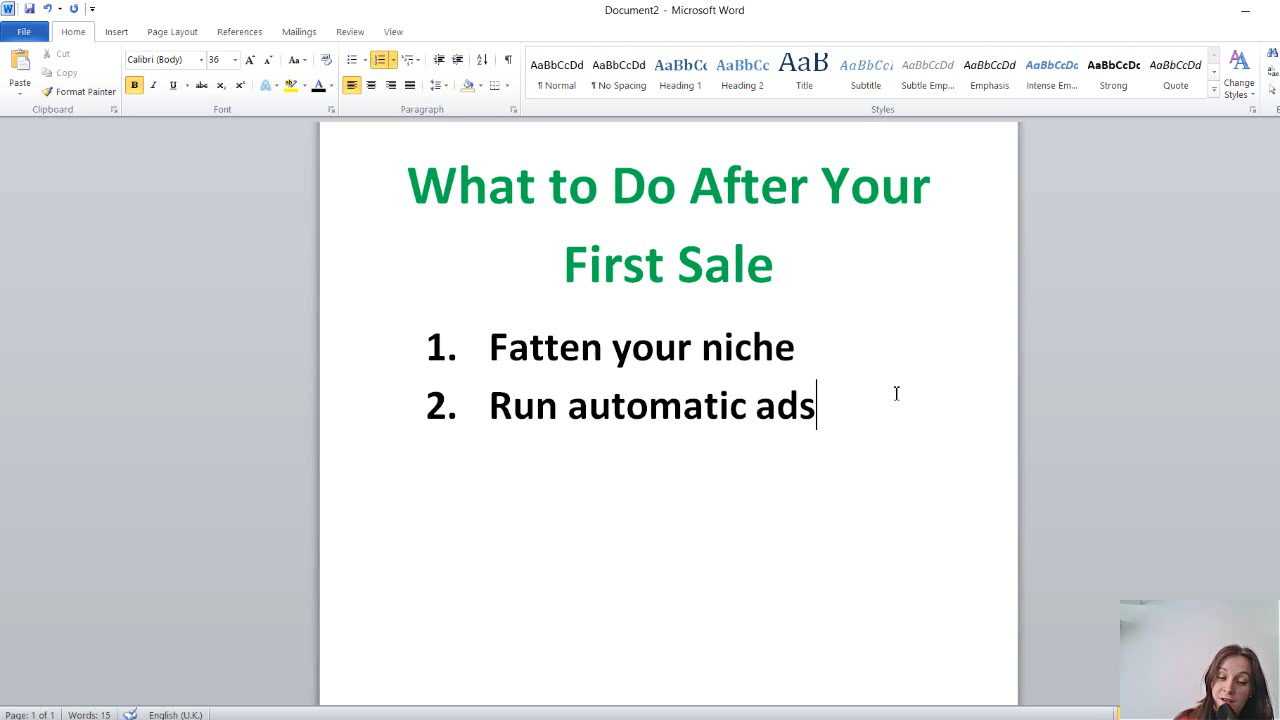 Document2 - Microsoft Word
File Home Insert Page Layout References Mailings Review View
Paste
Cut
Copy
Format Painter
Clipboard
Calibri (Body) 36
Font
Paragraph
AaBbCcDd AaBbCcDd AaBbCc AaBbCc AaB AaBbCcI AaBbCcDd AaBbCcDd AaBbCcDd AaBbCcDc AaBbCcDd
¶ Normal ¶ No Spacing Heading 1 Heading 2 Title Subtitle Subtle Emp... Emphasis Intense Em... Strong Quote
Change
Styles
Styles
What to Do After Your
First Sale
1. Fatten your niche
2. Run automatic ads
Page: 1 of 1 Words: 15 English (U.K.)